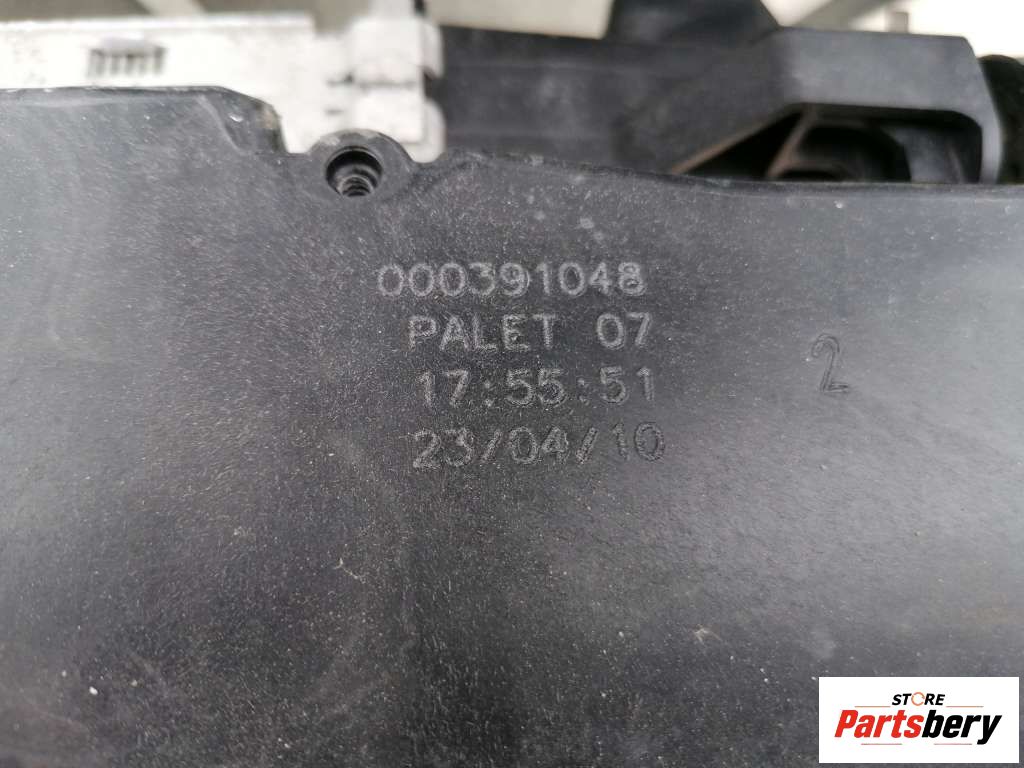 000391048
PALET 07
17:55:51
2
23/04/10
STORE
Partsbery